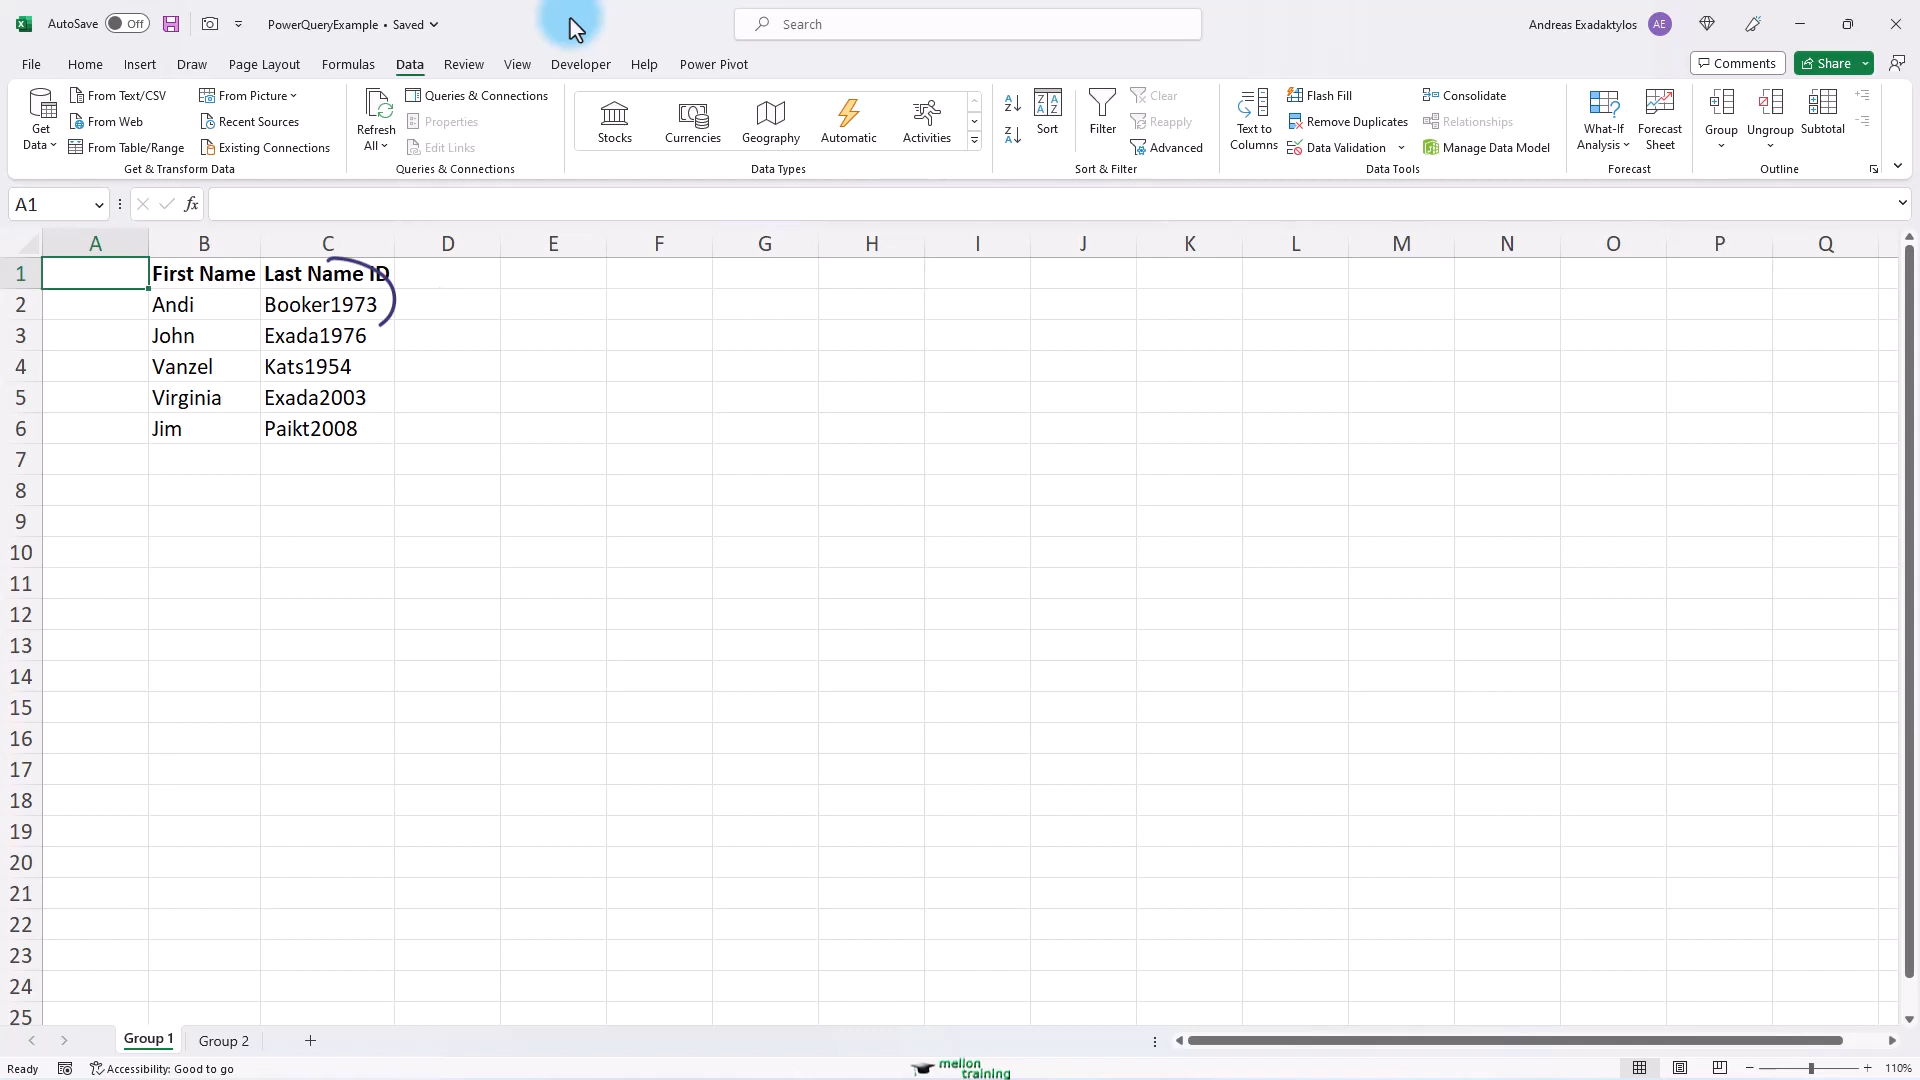 AutoSave Off PowerQueryExample • Saved Search Andreas Exadaktylos AE
File Home Insert Draw Page Layout Formulas Data Review View Developer Help Power Pivot Comments Share
Get Data
From Text/CSV
From Web
From Table/Range
From Picture
Recent Sources
Existing Connections
Get & Transform Data
Refresh All
Queries & Connections
Properties
Edit Links
Queries & Connections
Stocks Currencies Geography Automatic Activities
Data Types
A Z
Z A
Z A A Z
Sort
Filter
Clear
Reapply
Advanced
Sort & Filter
Text to Columns
Flash Fill
Remove Duplicates
Data Validation
Consolidate
Relationships
Manage Data Model
Data Tools
What-If Analysis
Forecast Sheet
Forecast
Group Ungroup Subtotal
Outline
A1 fx
A B C D E F G H I J K L M N O P Q
1 First Name Last Name ID
2 Andi Booker1973
3 John Exada1976
4 Vanzel Kats1954
5 Virginia Exada2003
6 Jim Paikt2008
7
8
9
10
11
12
13
14
15
16
17
18
19
20
21
22
23
24
25
Group 1 Group 2
Ready Accessibility: Good to go mellon training 110%